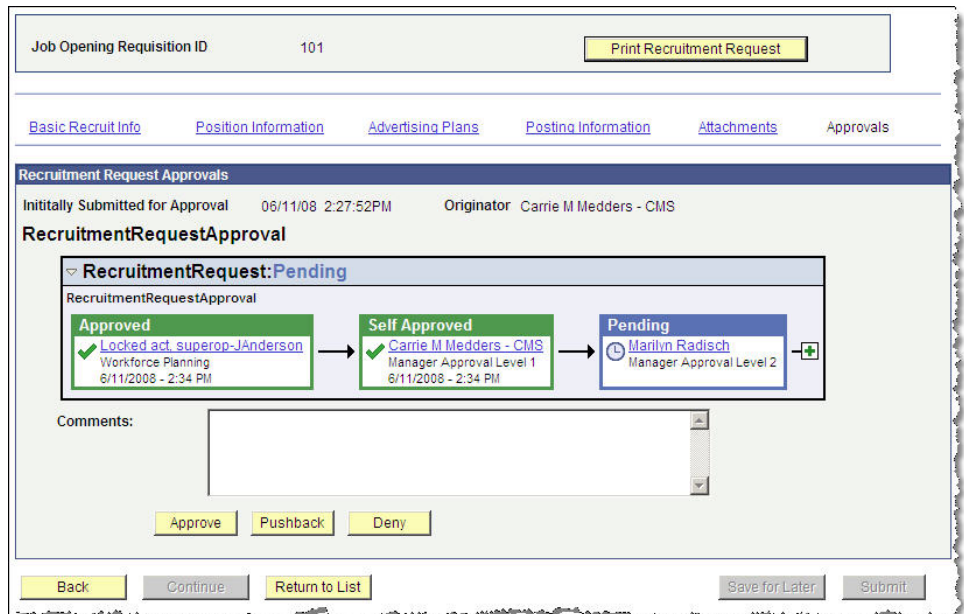 Job Opening Requisition ID 101 Print Recruitment Request
Basic Recruit Info Position Information Advertising Plans Posting Information Attachments Approvals
Recruitment Request Approvals
Inititally Submitted for Approval 06/11/08 2:27:52PM Originator Carrie M Medders - CMS
RecruitmentRequestApproval
RecruitmentRequest:Pending
RecruitmentRequestApproval
Approved
Locked act, superop-JAnderson
Workforce Planning
6/11/2008 - 2:34 PM
Self Approved
Carrie M Medders - CMS
Manager Approval Level 1
6/11/2008 - 2:34 PM
Pending
Marilyn
Radisch
Manager Approval Level 2
Comments:
Approve Pushback Deny
Back Continue Return to List Save for Later Submit